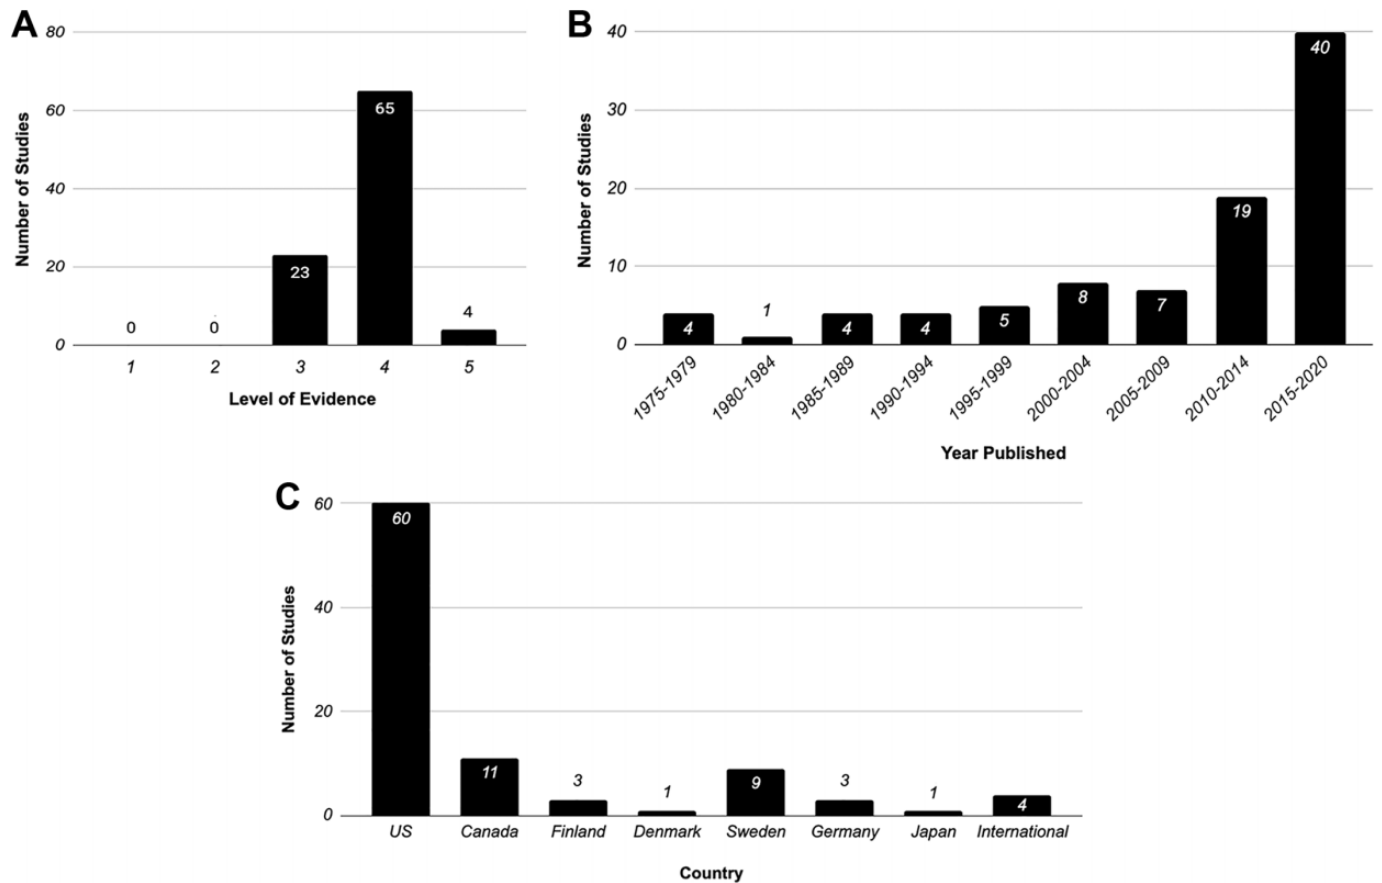 A
80
60
40
20
0
Number of Studies
0
0
23
65
4
1
2
3
4
5
Level of Evidence
B
40
30
20
10
0
Number of Studies
4
1
4
4
5
8
7
19
40
1975-1979
1980-1984
1985-1989
1990-1994
1995-1999
2000-2004
2005-2009
2010-2014
2015-2020
Year Published
C
60
40
20
0
Number of Studies
60
11
3
1
9
3
1
4
US
Canada
Finland
Denmark
Sweden
Germany
Japan
International
Country